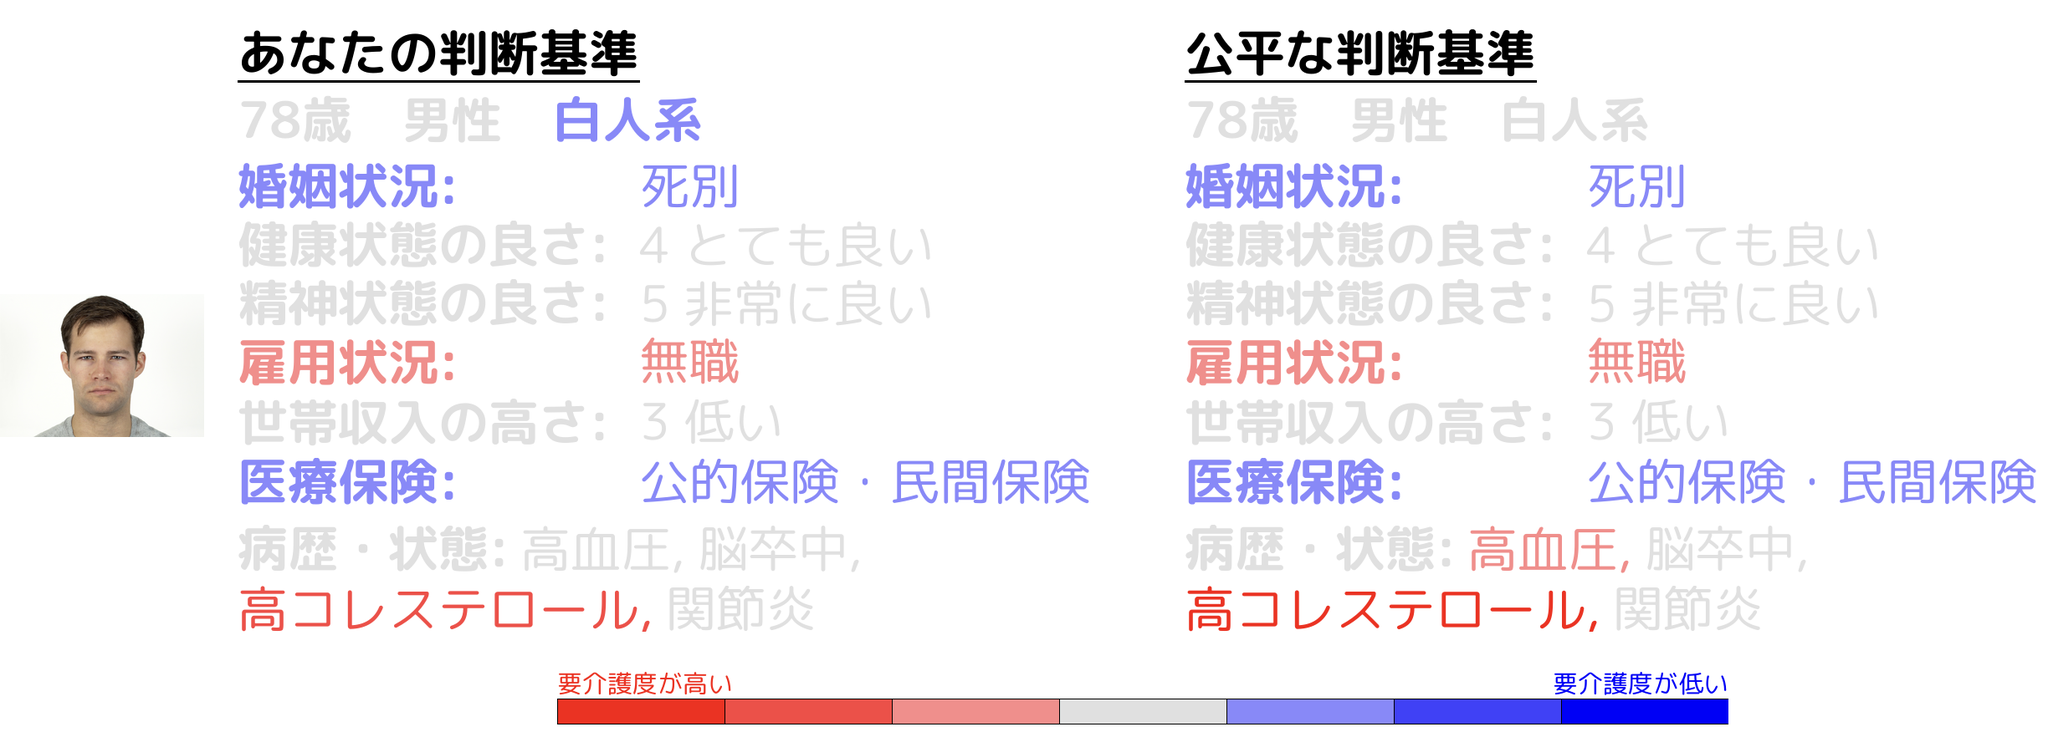 あなたの判断基準
78歳 男性 白人系
婚姻状況: 死別
健康状態の良さ: 4 とても良い
精神状態の良さ: 5 非常に良い
雇用状況: 無職
世帯収入の高さ: 3 低い
医療保険: 公的保険・民間保険
病歴・状態: 高血圧, 脳卒中,
高コレステロール, 関節炎
公平な判断基準
78歳 男性 白人系
婚姻状況: 死別
健康状態の良さ: 4 とても良い
精神状態の良さ: 5 非常に良い
雇用状況: 無職
世帯収入の高さ: 3 低い
医療保険: 公的保険・民間保険
病歴・状態: 高血圧, 脳卒中,
高コレステロール, 関節炎
要介護度が高い
要介護度が低い